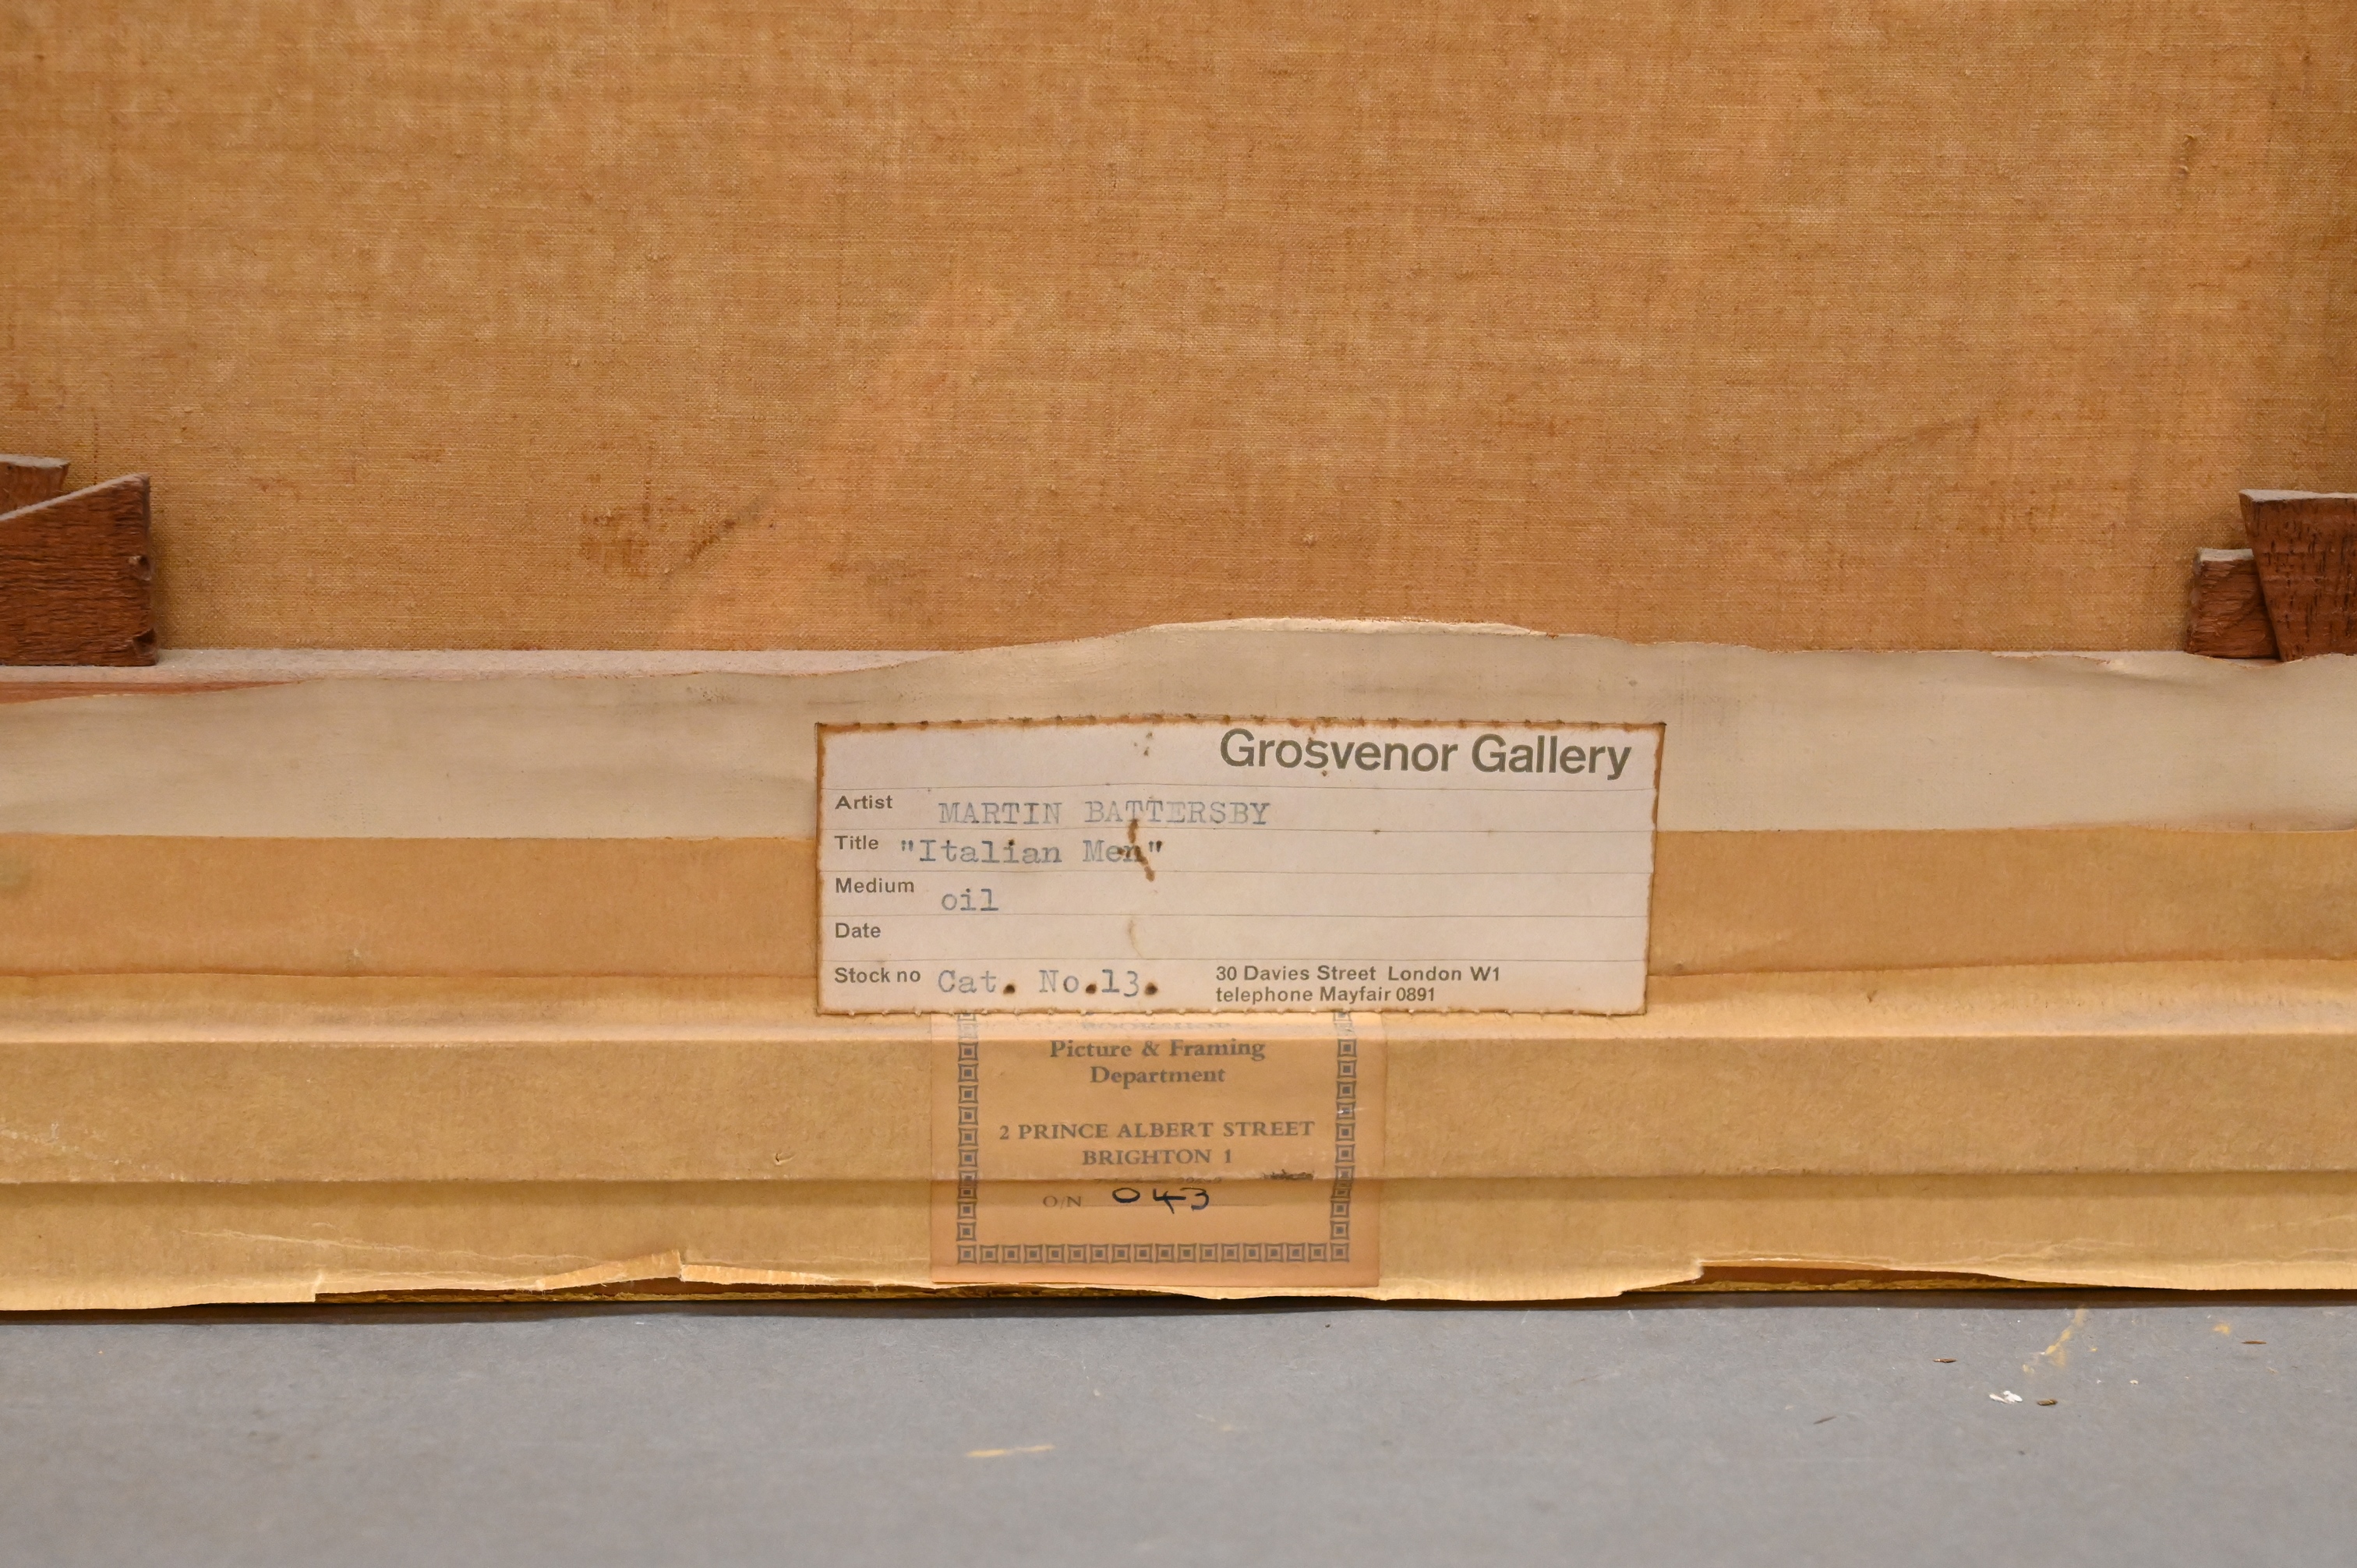 Grosvenor Gallery
Artist MARTIN BATTERSBY
Title "Italian Men"
Medium oil
Date
Stock no Cat. No.13.
30 Davies Street London W1
telephone Mayfair 0891
Picture & Framing
Department
2 PRINCE ALBERT STREET
BRIGHTON 1
O/N 043